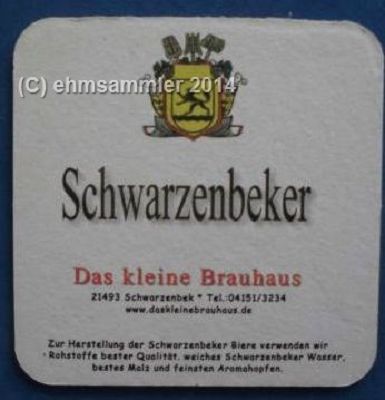 (C) ehmsammler 2014
Schwarzenbeker
Das kleine Brauhaus
21493 Schwarzenbek * Tel.:04151/3234
www.daskleinebrauhaus.de
Zur Herstellung der Schwarzenbeker Biere verwenden wir
Rohstoffe bester Qualität, weiches Schwarzenbeker Wasser,
bestes Malz und feinsten Aromahopfen.